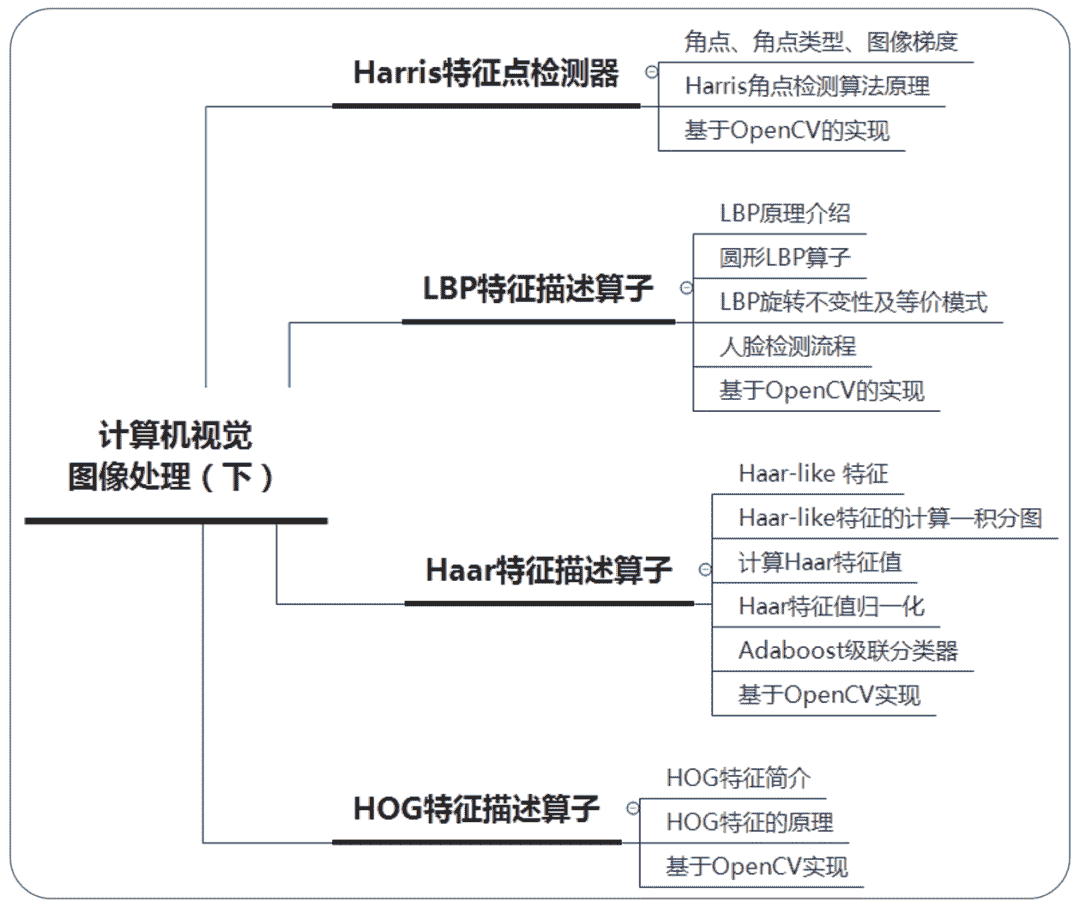 Harris特征点检测器
角点、角点类型、图像梯度
Harris角点检测算法原理
基于OpenCV的实现
LBP特征描述算子
LBP原理介绍
圆形LBP算子
LBP旋转不变性及等价模式
人脸检测流程
基于OpenCV的实现
计算机视觉
图像处理（下）
Haar特征描述算子
Haar-like 特征
Haar-like特征的计算—积分图
计算Haar特征值
Haar特征值归一化
Adaboost级联分类器
基于OpenCV实现
HOG特征描述算子
HOG特征简介
HOG特征的原理
基于OpenCV实现